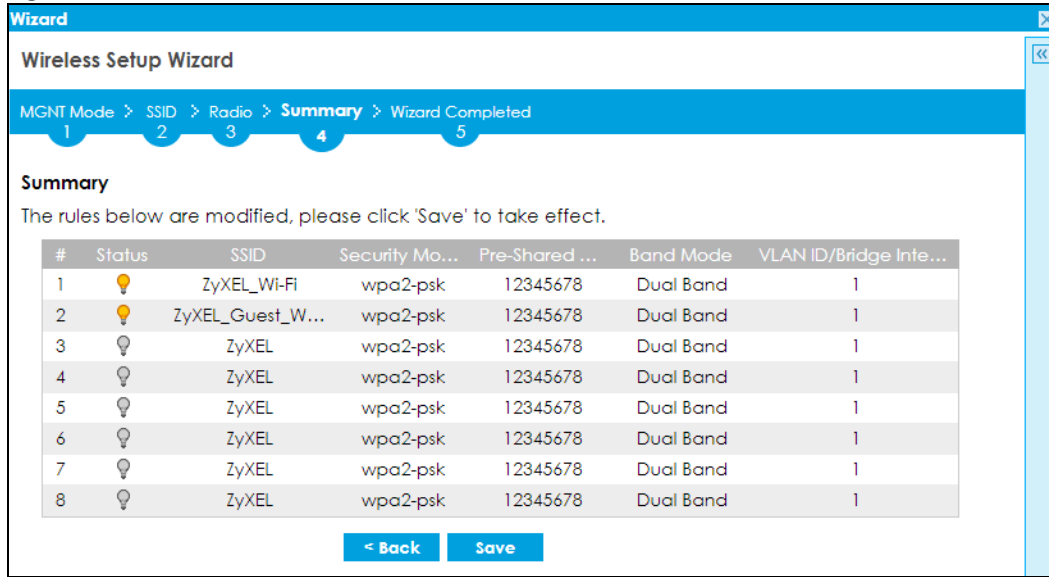 Wizard
Wireless Setup Wizard
MGNT Mode > SSID > Radio > Summary > Wizard Completed
1 2 3 4 5
Summary
The rules below are modified, please click 'Save' to take effect.
# Status SSID Security Mo... Pre-Shared ... Band Mode VLAN ID/Bridge Inte...
1 ZyXEL_Wi-Fi wpa2-psk 12345678 Dual Band 1
2 ZyXEL_Guest_W... wpa2-psk 12345678 Dual Band 1
3 ZyXEL wpa2-psk 12345678 Dual Band 1
4 ZyXEL wpa2-psk 12345678 Dual Band 1
5 ZyXEL wpa2-psk 12345678 Dual Band 1
6 ZyXEL wpa2-psk 12345678 Dual Band 1
7 ZyXEL wpa2-psk 12345678 Dual Band 1
8 ZyXEL wpa2-psk 12345678 Dual Band 1
< Back Save